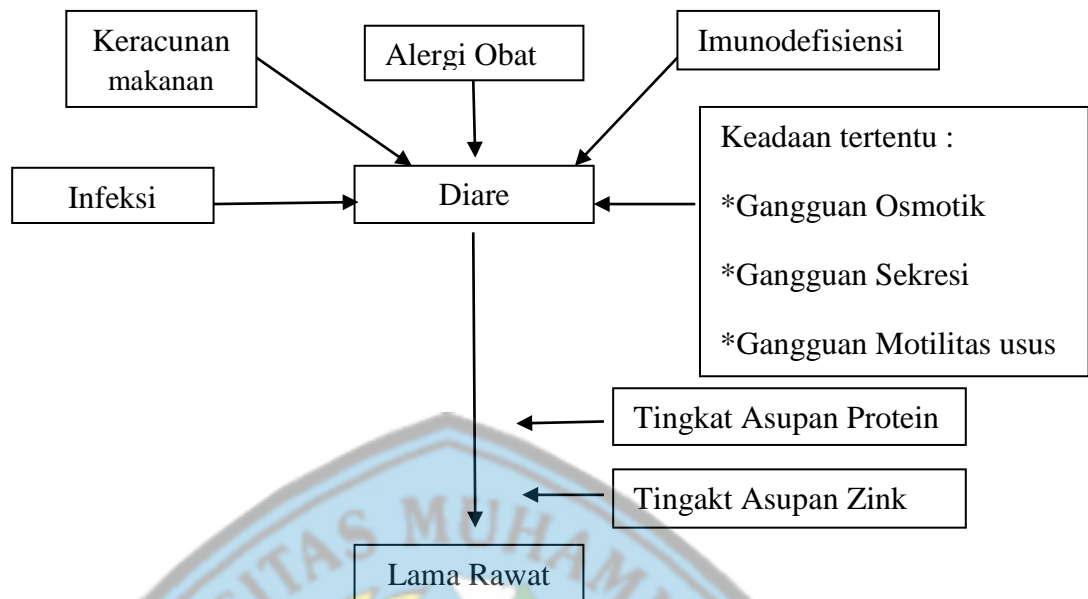 Keracunan
makanan
Alergi Obat
Imunodefisiensi
Infeksi
Diare
Keadaan tertentu :
*Gangguan Osmotik
*Gangguan Sekresi
*Gangguan Motilitas usus
Tingkat Asupan Protein
Tingakt Asupan Zink
Lama Rawat